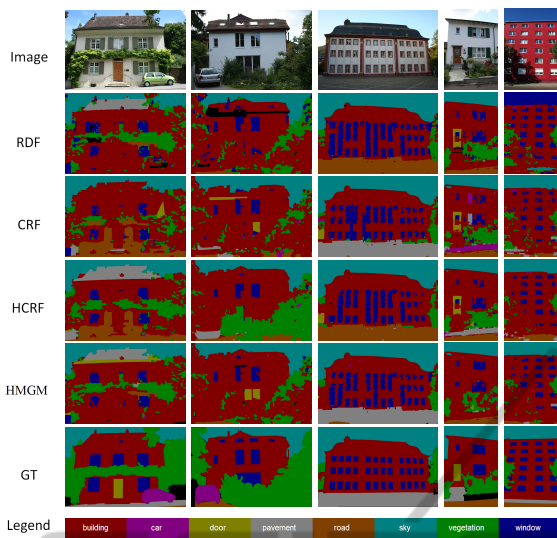 Image
RDF
CRF
HCRF
HMGM
GT
Legend
building car door pavement road sky vegetation window